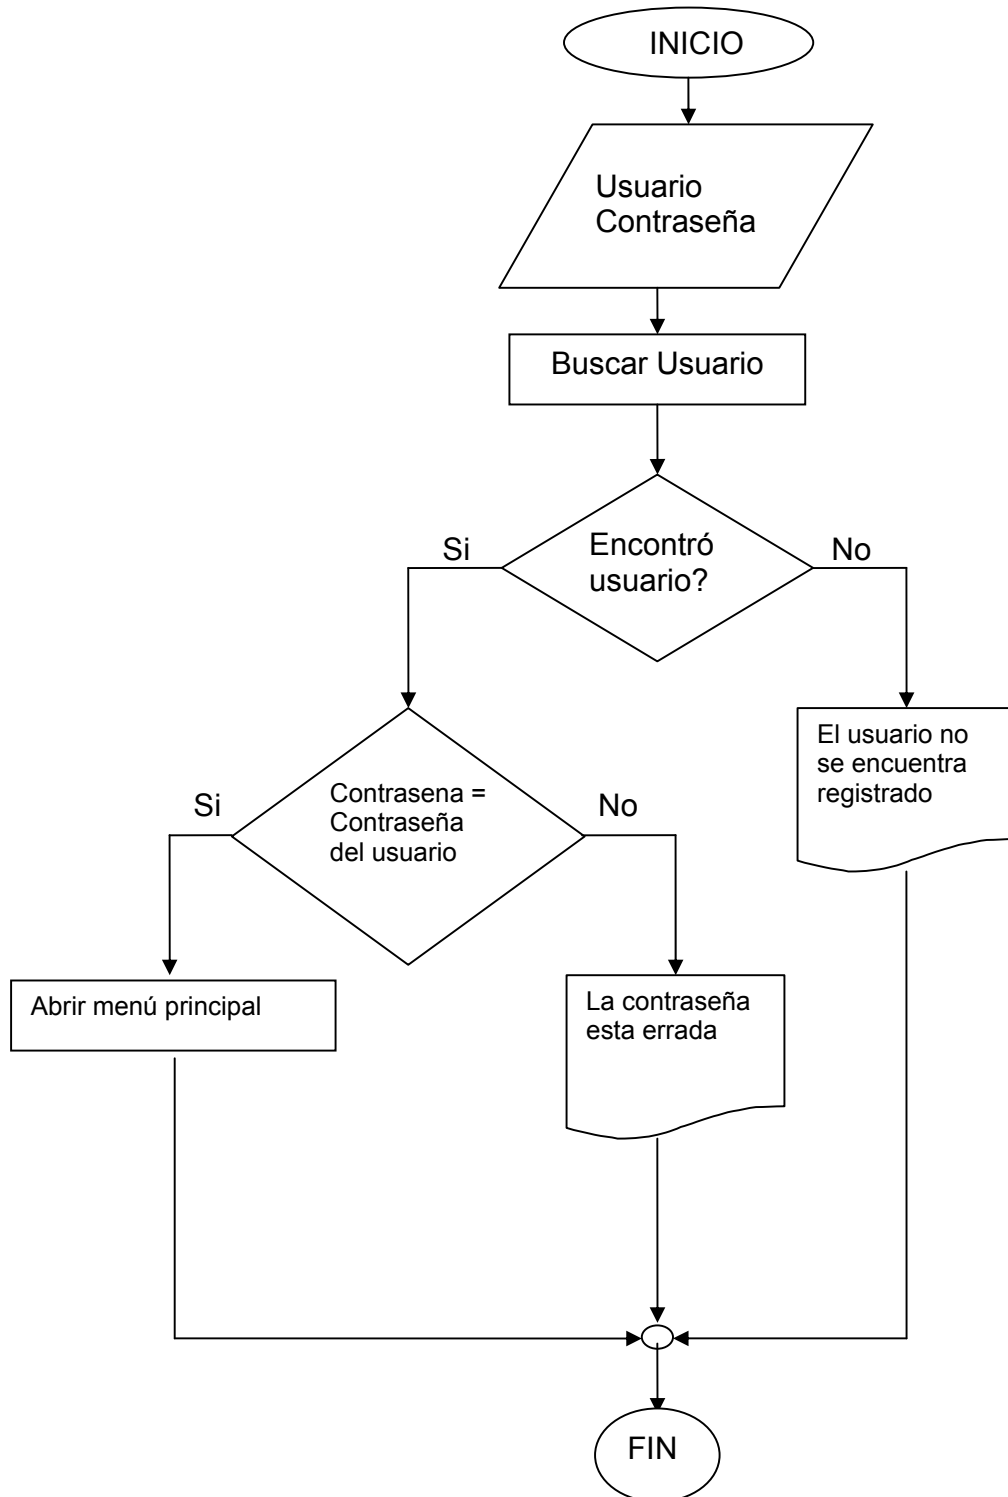 INICIO
Usuario
Contraseña
Buscar Usuario
Si
Encontró
usuario?
No
El usuario no
se encuentra
registrado
Si
Contrasena =
Contraseña
del usuario
No
Abrir menú principal
La contraseña
esta errada
FIN